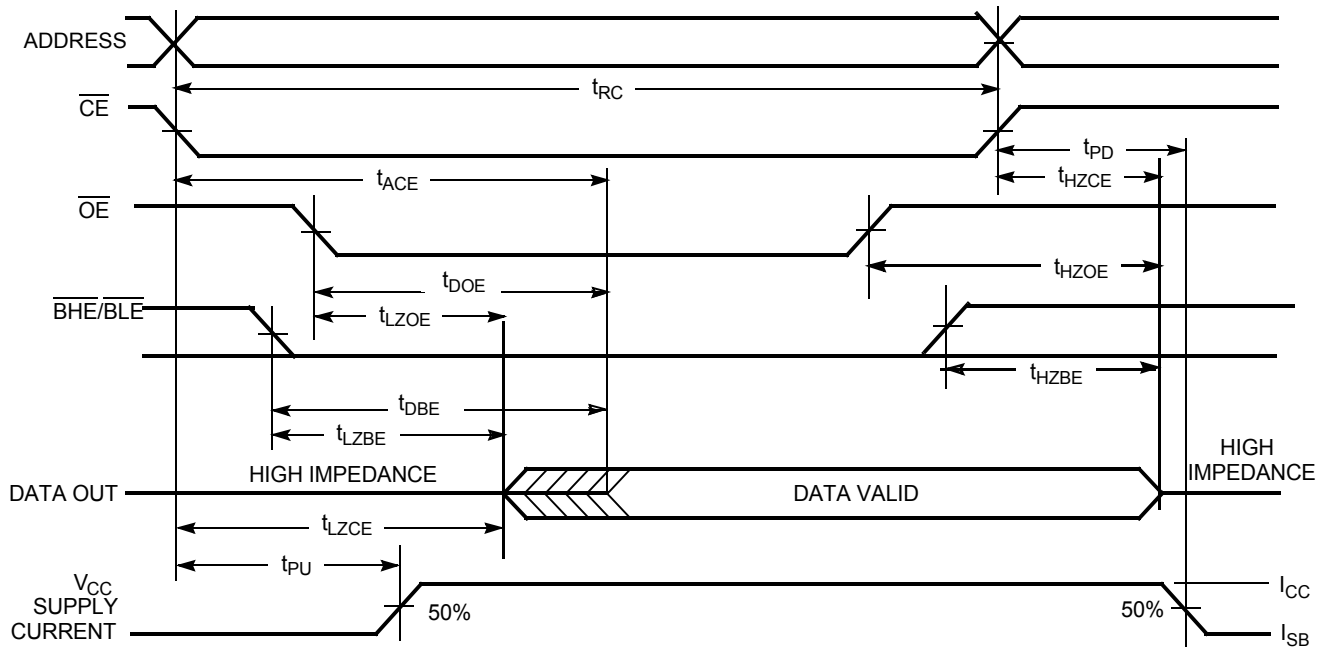 ADDRESS
tRC
CE
tPD
tACE
tHZCE
OE
tHZOE
tDOE
BHE/BLE
tLZOE
tHZBE
tDBE
tLZBE
HIGH IMPEDANCE
HIGH
IMPEDANCE
DATA OUT
DATA VALID
tLZCE
tPU
VCC
SUPPLY
CURRENT
50%
50%
ICC
ISB